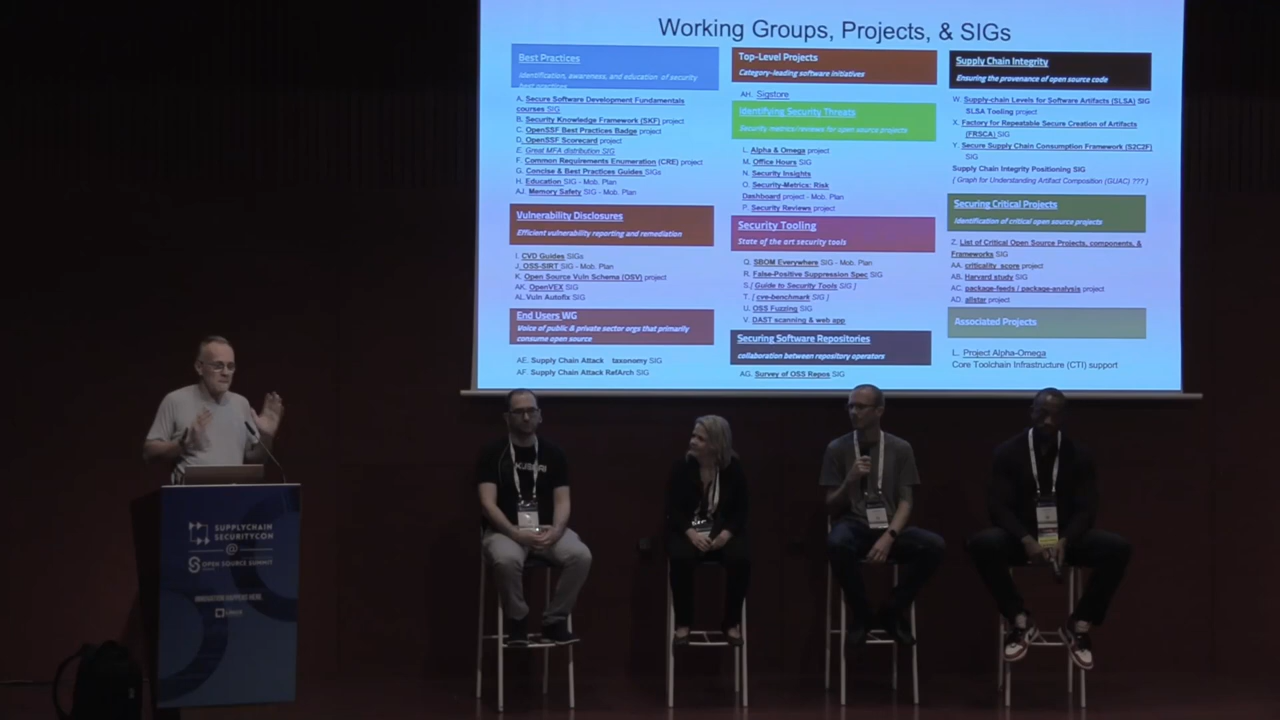 Working Groups, Projects, & SIGs
Best Practices
Identification, awareness, and education of security
best practices
A. Secure Software Development Fundamentals
courses SIG
B. Security Knowledge Framework (SKF) project
C. OpenSSF Best Practices Badge project
D. OpenSSF Scorecard project
E. Great MFA distribution SIG
F. Common Requirements Enumeration (CRE) project
G. Concise & Best Practices Guides SIGs
H. Education SIG - Mob. Plan
AJ. Memory Safety SIG - Mob. Plan
Vulnerability Disclosures
Efficient vulnerability reporting and remediation
I. CVD Guides SIGs
J. OSS-SIRT SIG - Mob. Plan
K. Open Source Vuln Schema (OSV) project
AK. OpenVEX SIG
AL. Vuln Autofix SIG
End Users WG
Voice of public & private sector orgs that primarily
consume open source
AE. Supply Chain Attack taxonomy SIG
AF. Supply Chain Attack RefArch SIG
Top-Level Projects
Category-leading software initiatives
AH. Sigstore
Identifying Security Threats
Security metrics/reviews for open source projects
L. Alpha & Omega project
M. Office Hours SIG
N. Security Insights
O. Security-Metrics: Risk
Dashboard project - Mob. Plan
P. Security Reviews project
Security Tooling
State of the art security tools
Q. SBOM Everywhere SIG - Mob. Plan
R. False-Positive Suppression Spec SIG
S.[ Guide to Security Tools SIG ]
T. [ cve-benchmark SIG ]
U. OSS Fuzzing SIG
V. DAST scanning & web app
Securing Software Repositories
collaboration between repository operators
AG. Survey of OSS Repos SIG
Supply Chain Integrity
Ensuring the provenance of open source code
W. Supply-chain Levels for Software Artifacts (SLSA) SIG
SLSA Tooling project
X. Factory for Repeatable Secure Creation of Artifacts
(FRSCA) SIG
Y. Secure Supply Chain Consumption Framework (S2C2F)
SIG
Supply Chain Integrity Positioning SIG
( Graph for Understanding Artifact Composition (GUAC) ??? )
Securing Critical Projects
Identification of critical open source projects
Z. List of Critical Open Source Projects, components, &
Frameworks SIG
AA. criticality_score project
AB. Harvard study SIG
AC. package-feeds / package-analysis project
AD. allstar project
Associated Projects
L. Project Alpha-Omega
Core Toolchain Infrastructure (CTI) support
SUPPLYCHAIN
SECURITYCON
@
OPEN SOURCE SUMMIT
INNOVATION HAPPENS HERE